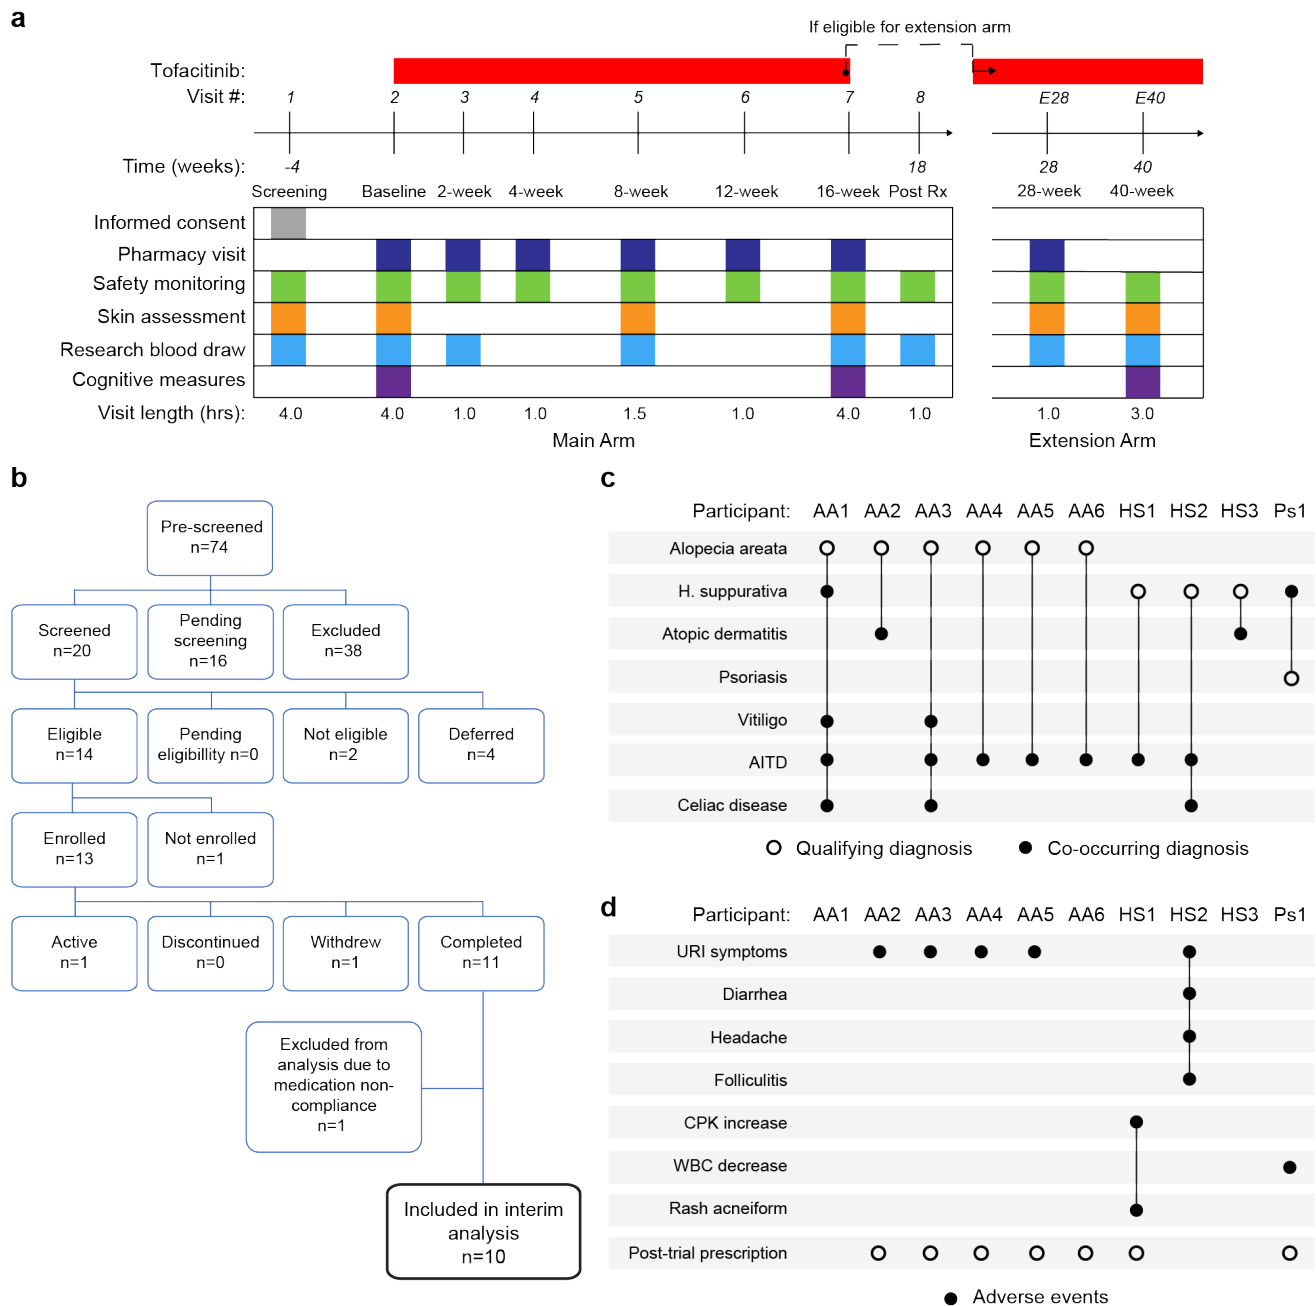 a
If eligible for extension arm
Tofacitinib:
Visit #: 1 2 3 4 5 6 7 8 E28 E40
Time (weeks): -4 18 28 40
Screening Baseline 2-week 4-week 8-week 12-week 16-week Post Rx 28-week 40-week
Informed consent
Pharmacy visit
Safety monitoring
Skin assessment
Research blood draw
Cognitive measures
Visit length (hrs): 4.0 4.0 1.0 1.0 1.5 1.0 4.0 1.0 1.0 3.0
Main Arm Extension Arm
b
Pre-screened
n=74
Screened
n=20
Pending
screening
n=16
Excluded
n=38
Eligible
n=14
Pending
eligibillity n=0
Not eligible
n=2
Deferred
n=4
Enrolled
n=13
Not enrolled
n=1
Active
n=1
Discontinued
n=0
Withdrew
n=1
Completed
n=11
Excluded from
analysis due to
medication non-
compliance
n=1
Included in interim
analysis
n=10
c
Participant: AA1 AA2 AA3 AA4 AA5 AA6 HS1 HS2 HS3 Ps1
Alopecia areata
H. suppurativa
Atopic dermatitis
Psoriasis
Vitiligo
AITD
Celiac disease
Qualifying diagnosis Co-occurring diagnosis
d
Participant: AA1 AA2 AA3 AA4 AA5 AA6 HS1 HS2 HS3 Ps1
URI symptoms
Diarrhea
Headache
Folliculitis
CPK increase
WBC decrease
Rash acneiform
Post-trial prescription
Adverse events